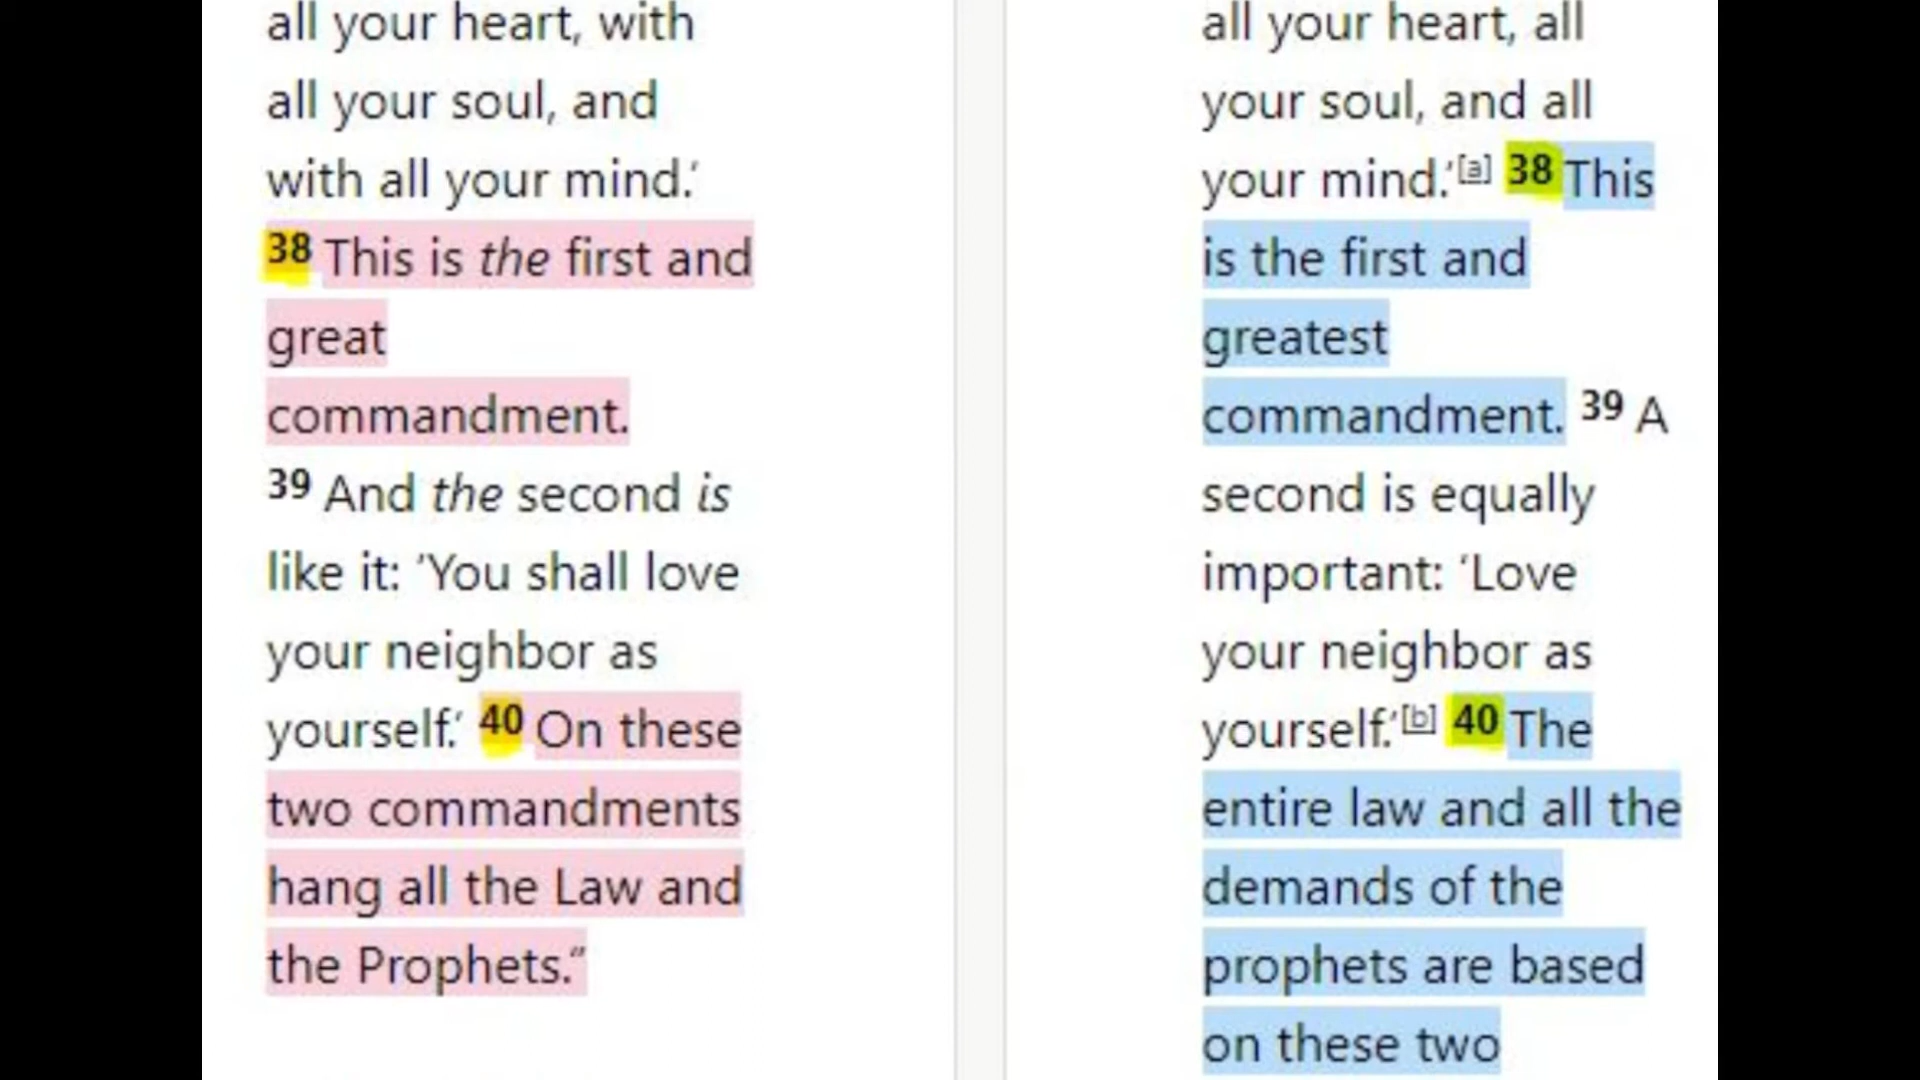 all your heart, with
all your soul, and
with all your mind.’
38 This is the first and
great
commandment.
39 And the second is
like it: ‘You shall love
your neighbor as
yourself.’ 40 On these
two commandments
hang all the Law and
the Prophets.”
all your heart, all
your soul, and all
your mind.’[a] 38 This
is the first and
greatest
commandment. 39 A
second is equally
important: ‘Love
your neighbor as
yourself.’[b] 40 The
entire law and all the
demands of the
prophets are based
on these two